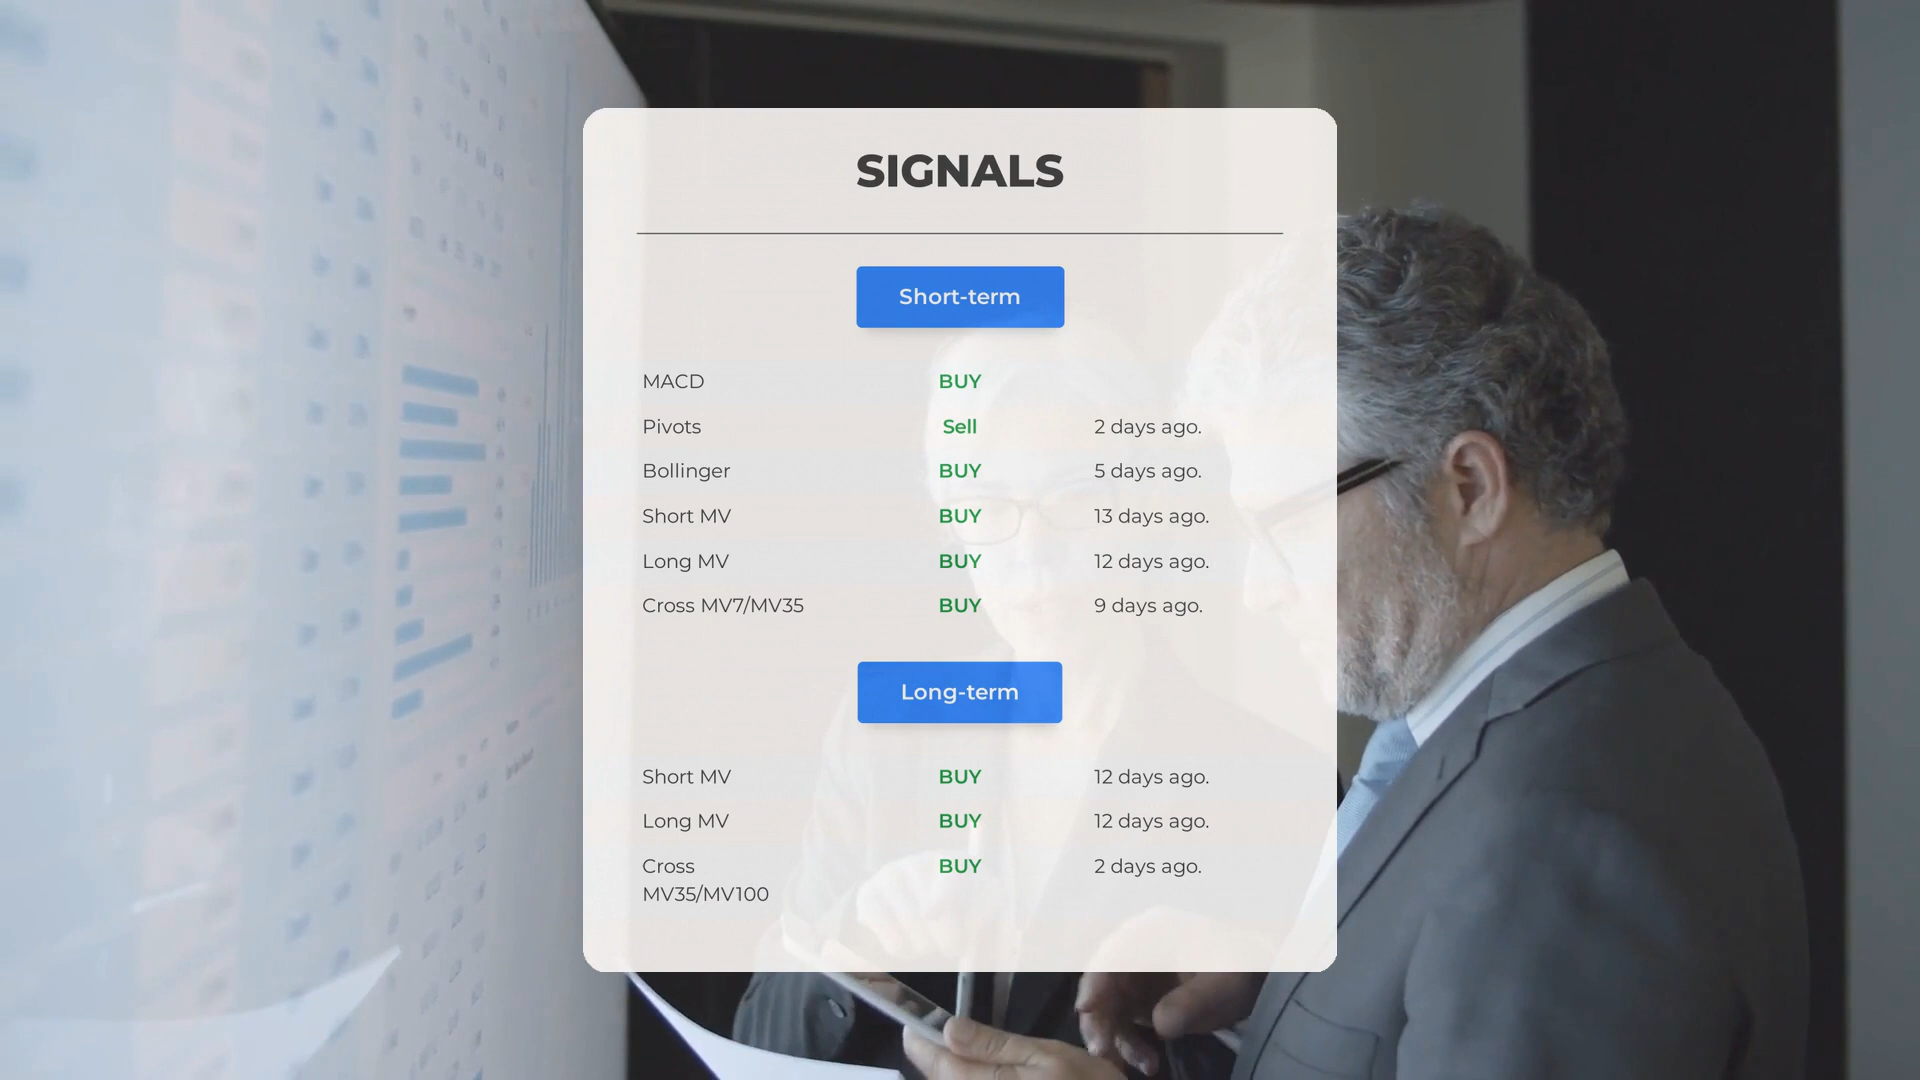 SIGNALS
Short-term
MACD BUY
Pivots Sell 2 days ago.
Bollinger BUY 5 days ago.
Short MV BUY 13 days ago.
Long MV BUY 12 days ago.
Cross MV7/MV35 BUY 9 days ago.
Long-term
Short MV BUY 12 days ago.
Long MV BUY 12 days ago.
Cross BUY 2 days ago.
MV35/MV100